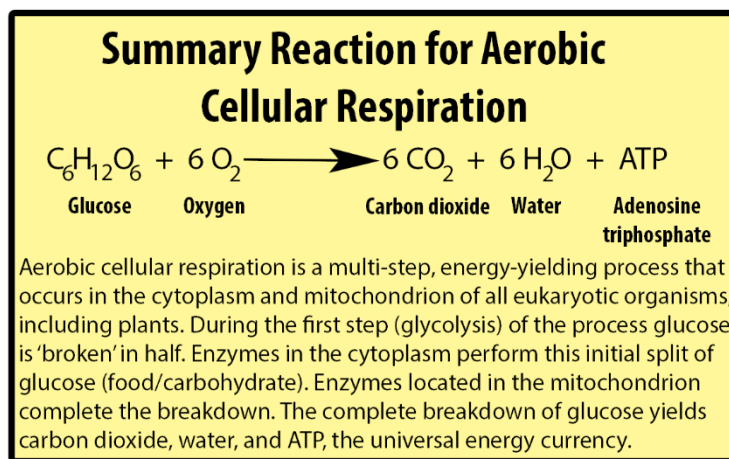 Summary Reaction for Aerobic
Cellular Respiration
C₆H₁₂O₆ + 6 O₂ → 6 CO₂ + 6 H₂O + ATP
Glucose Oxygen Carbon dioxide Water Adenosine
triphosphate
Aerobic cellular respiration is a multi-step, energy-yielding process that
occurs in the cytoplasm and mitochondrion of all eukaryotic organisms,
including plants. During the first step (glycolysis) of the process glucose
is ‘broken’ in half. Enzymes in the cytoplasm perform this initial split of
glucose (food/carbohydrate). Enzymes located in the mitochondrion
complete the breakdown. The complete breakdown of glucose yields
carbon dioxide, water, and ATP, the universal energy currency.